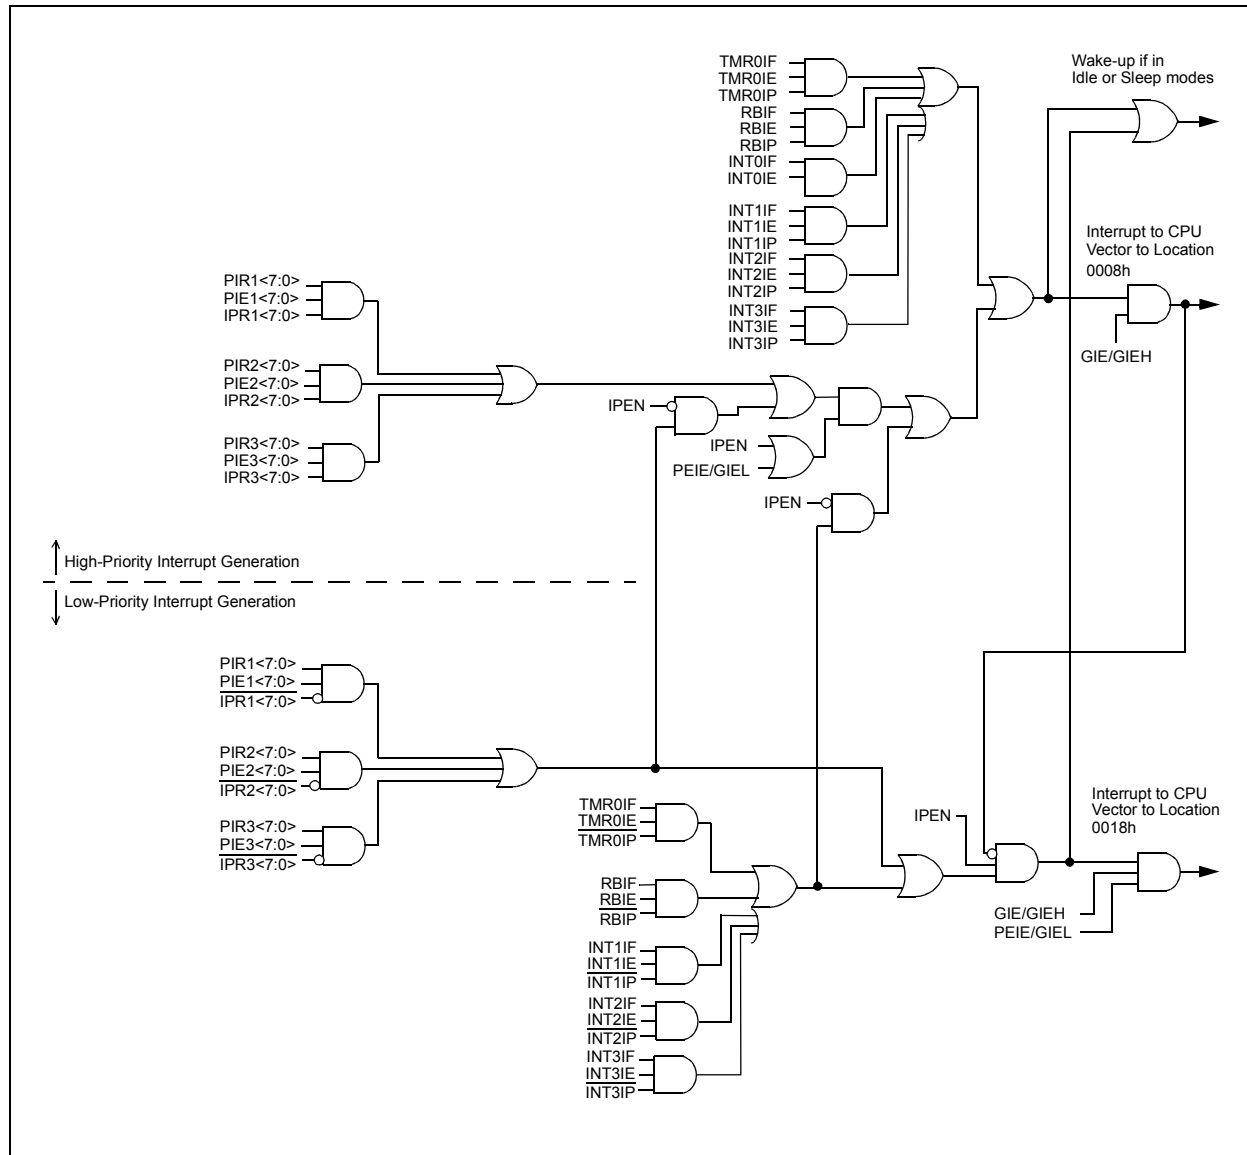 TMR0IF
TMR0IE
TMR0IP
RBIF
RBIE
RBIP
INT0IF
INT0IE
INT1IF
INT1IE
INT1IP
INT2IF
INT2IE
INT2IP
INT3IF
INT3IE
INT3IP
Wake-up if in
Idle or Sleep modes
Interrupt to CPU
Vector to Location
0008h
GIE/GIEH
PIR1<7:0>
PIE1<7:0>
IPR1<7:0>
PIR2<7:0>
PIE2<7:0>
IPR2<7:0>
PIR3<7:0>
PIE3<7:0>
IPR3<7:0>
IPEN
IPEN
PEIE/GIEL
IPEN
High-Priority Interrupt Generation
Low-Priority Interrupt Generation
PIR1<7:0>
PIE1<7:0>
IPR1<7:0>
PIR2<7:0>
PIE2<7:0>
IPR2<7:0>
PIR3<7:0>
PIE3<7:0>
IPR3<7:0>
TMR0IF
TMR0IE
TMR0IP
RBIF
RBIE
RBIP
INT1IF
INT1IE
INT1IP
INT2IF
INT2IE
INT2IP
INT3IF
INT3IE
INT3IP
IPEN
Interrupt to CPU
Vector to Location
0018h
GIE/GIEH
PEIE/GIEL